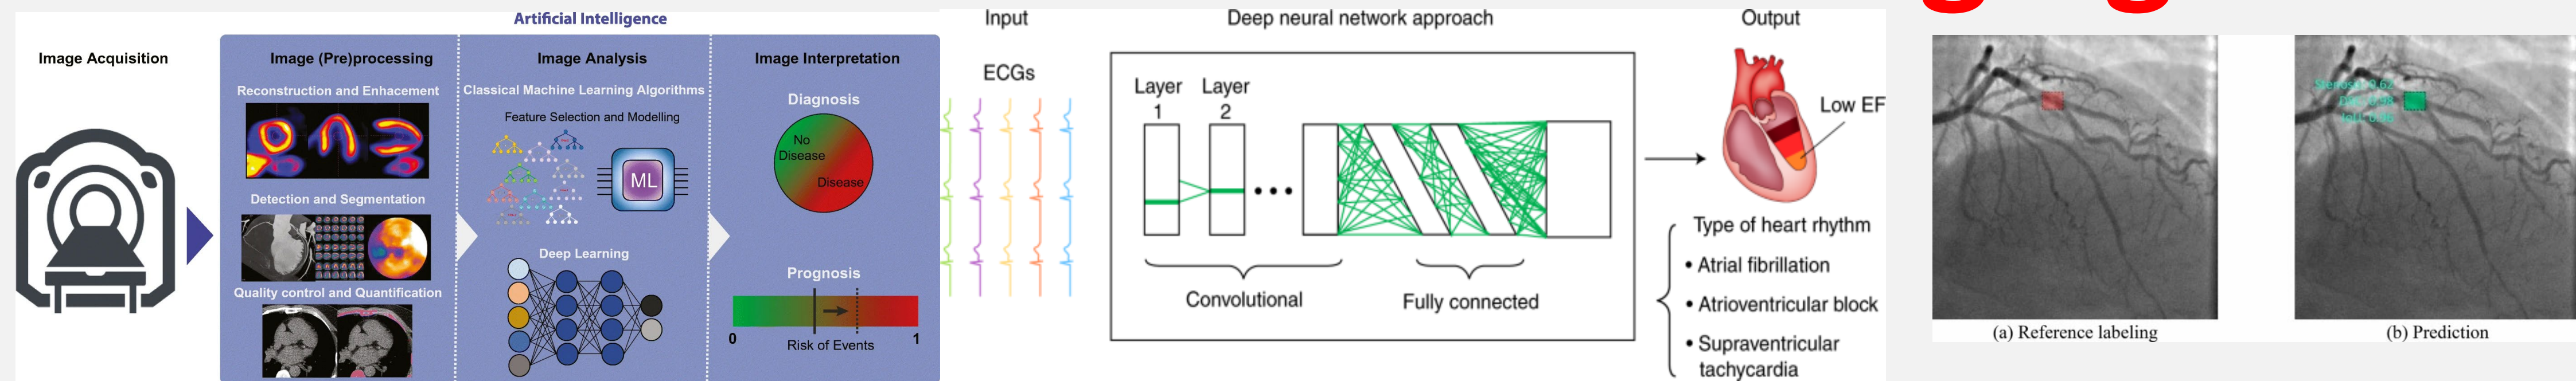 Artificial Intelligence
Image Acquisition
Image (Pre)processing
Reconstruction and Enhacement
Detection and Segmentation
Quality control and Quantification
Image Analysis
Classical Machine Learning Algorithms
Feature Selection and Modelling
ML
Deep Learning
Image Interpretation
Diagnosis
No
Disease
Disease
Prognosis
0
1
Risk of Events
Input
ECGs
Deep neural network approach
Layer
1
Layer
2
Convolutional
Fully connected
Output
Low EF
Type of heart rhythm
• Atrial fibrillation
• Atrioventricular block
• Supraventricular
tachycardia
(a) Reference labeling
(b) Prediction